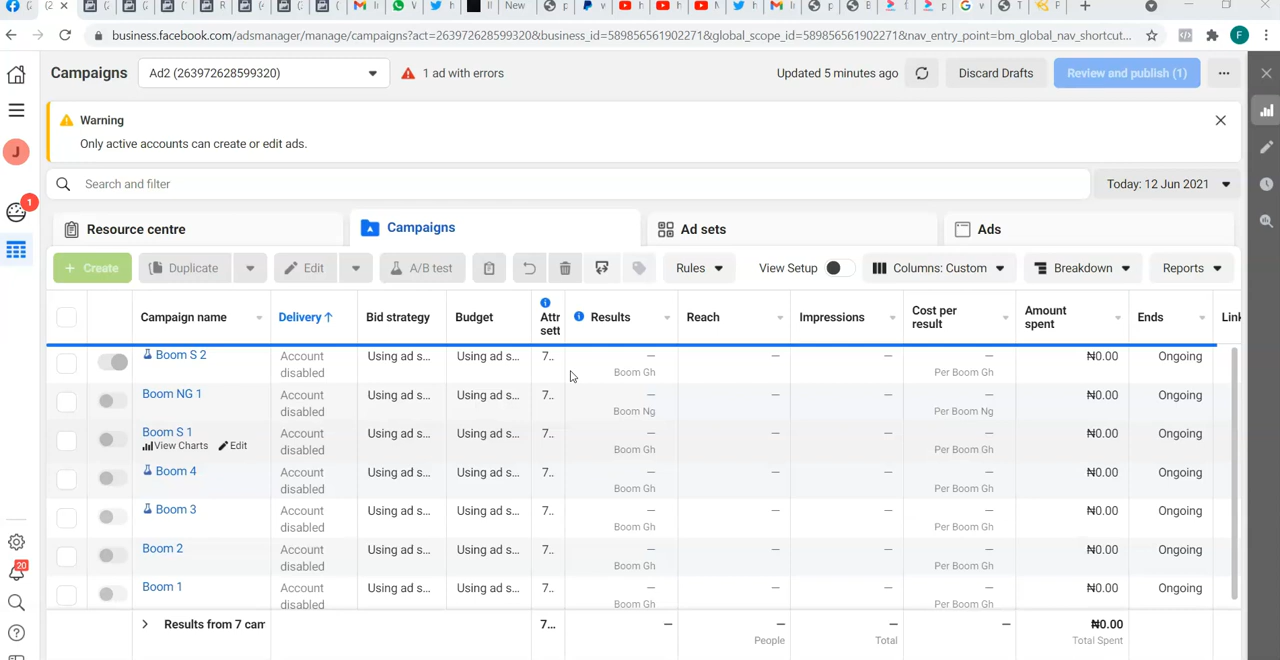 New
business.facebook.com/adsmanager/manage/campaigns?act=263972628599320&business_id=589856561902271&global_scope_id=589856561902271&nav_entry_point=bm_global_nav_shortcut...
F
Campaigns
Ad2 (263972628599320)
1 ad with errors
Updated 5 minutes ago
Discard Drafts
Review and publish (1)
Warning
Only active accounts can create or edit ads.
J
Search and filter
Today: 12 Jun 2021
1
Resource centre
Campaigns
Ad sets
Ads
+ Create
Duplicate
Edit
A/B test
Rules
View Setup
Columns: Custom
Breakdown
Reports
Campaign name
Delivery ↑
Bid strategy
Budget
Attr
sett
Results
Reach
Impressions
Cost per
result
Amount
spent
Ends
Link
Boom S 2
Account
disabled
Using ad s...
Using ad s...
7..
—
Boom Gh
—
—
—
Per Boom Gh
₦0.00
Ongoing
Boom NG 1
Account
disabled
Using ad s...
Using ad s...
7..
—
Boom Ng
—
—
—
Per Boom Ng
₦0.00
Ongoing
Boom S 1
View Charts
Edit
Account
disabled
Using ad s...
Using ad s...
7..
—
Boom Gh
—
—
—
Per Boom Gh
₦0.00
Ongoing
Boom 4
Account
disabled
Using ad s...
Using ad s...
7..
—
Boom Gh
—
—
—
Per Boom Gh
₦0.00
Ongoing
Boom 3
Account
disabled
Using ad s...
Using ad s...
7..
—
Boom Gh
—
—
—
Per Boom Gh
₦0.00
Ongoing
Boom 2
Account
disabled
Using ad s...
Using ad s...
7..
—
Boom Gh
—
—
—
Per Boom Gh
₦0.00
Ongoing
Boom 1
Account
disabled
Using ad s...
Using ad s...
7..
—
Boom Gh
—
—
—
Per Boom Gh
₦0.00
Ongoing
20
Results from 7 cam
7...
—
—
People
—
Total
—
₦0.00
Total Spent